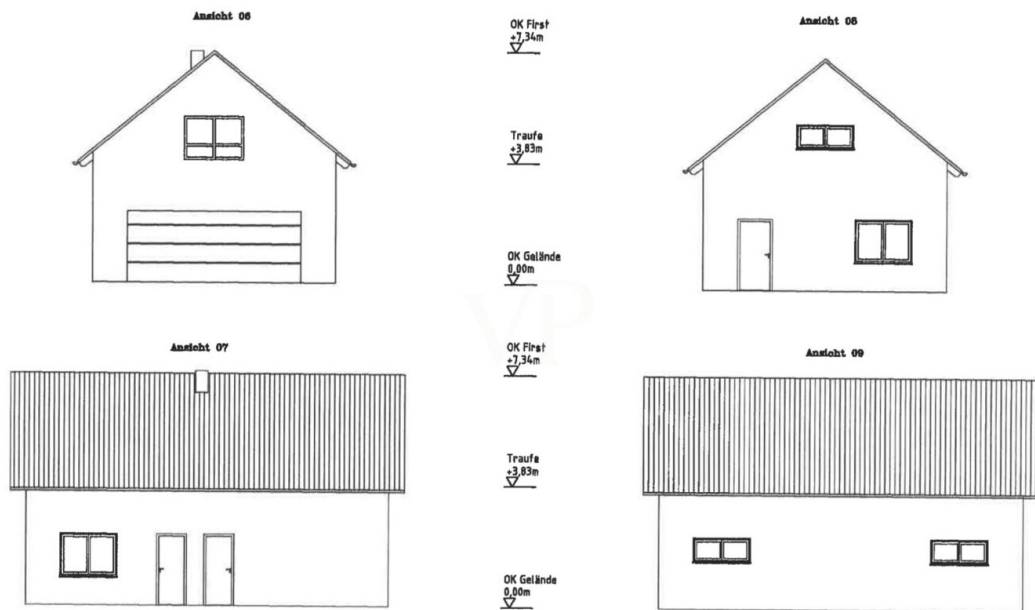 Ansicht 06
OK First
+7,34m
Ansicht 08
Traufe
+3,83m
OK Gelände
0,00m
VP
Ansicht 07
OK First
+7,34m
Ansicht 09
Traufe
+3,83m
OK Gelände
0,00m